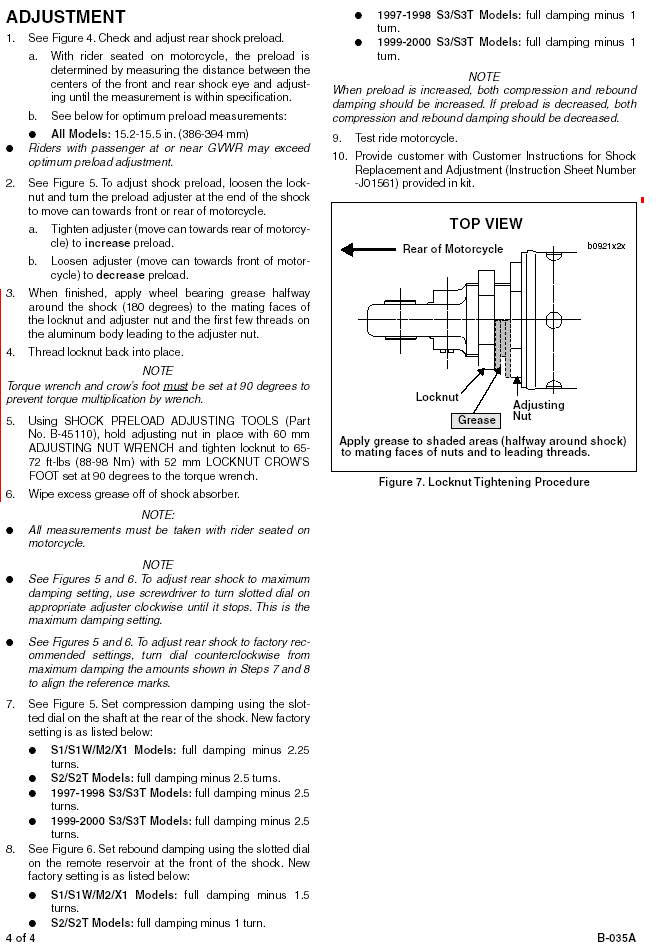 ADJUSTMENT
1. See Figure 4. Check and adjust rear shock preload.
a. With rider seated on motorcycle, the preload is
determined by measuring the distance between the
centers of the front and rear shock eye and adjust-
ing until the measurement is within specification.
b. See below for optimum preload measurements:
● All Models: 15.2-15.5 in. (386-394 mm)
● Riders with passenger at or near GVWR may exceed
optimum preload adjustment.
2. See Figure 5. To adjust shock preload, loosen the lock-
nut and turn the preload adjuster at the end of the shock
to move can towards front or rear of motorcycle.
a. Tighten adjuster (move can towards rear of motorcy-
cle) to increase preload.
b. Loosen adjuster (move can towards front of motor-
cycle) to decrease preload.
3. When finished, apply wheel bearing grease halfway
around the shock (180 degrees) to the mating faces of
the locknut and adjuster nut and the first few threads on
the aluminum body leading to the adjuster nut.
4. Thread locknut back into place.
NOTE
Torque wrench and crow's foot must be set at 90 degrees to
prevent torque multiplication by wrench.
5. Using SHOCK PRELOAD ADJUSTING TOOLS (Part
No. B-45110), hold adjusting nut in place with 60 mm
ADJUSTING NUT WRENCH and tighten locknut to 65-
72 ft-lbs (88-98 Nm) with 52 mm LOCKNUT CROW'S
FOOT set at 90 degrees to the torque wrench.
6. Wipe excess grease off of shock absorber.
NOTE:
● All measurements must be taken with rider seated on
motorcycle.
NOTE
● See Figures 5 and 6. To adjust rear shock to maximum
damping setting, use screwdriver to turn slotted dial on
appropriate adjuster clockwise until it stops. This is the
maximum damping setting.
● See Figures 5 and 6. To adjust rear shock to factory rec-
ommended settings, turn dial counterclockwise from
maximum damping the amounts shown in Steps 7 and 8
to align the reference marks.
7. See Figure 5. Set compression damping using the slot-
ted dial on the shaft at the rear of the shock. New factory
setting is as listed below:
● S1/S1W/M2/X1 Models: full damping minus 2.25
turns.
● S2/S2T Models: full damping minus 2.5 turns.
● 1997-1998 S3/S3T Models: full damping minus 2.5
turns.
● 1999-2000 S3/S3T Models: full damping minus 2.5
turns.
8. See Figure 6. Set rebound damping using the slotted dial
on the remote reservoir at the front of the shock. New
factory setting is as listed below:
● S1/S1W/M2/X1 Models: full damping minus 1.5
turns.
● S2/S2T Models: full damping minus 1 turn.
● 1997-1998 S3/S3T Models: full damping minus 1
turn.
● 1999-2000 S3/S3T Models: full damping minus 1
turn.
NOTE
When preload is increased, both compression and rebound
damping should be increased. If preload is decreased, both
compression and rebound damping should be decreased.
9. Test ride motorcycle.
10. Provide customer with Customer Instructions for Shock
Replacement and Adjustment (Instruction Sheet Number
-J01561) provided in kit.
TOP VIEW
Rear of Motorcycle
b0921x2x
Locknut
Grease
Adjusting
Nut
Apply grease to shaded areas (halfway around shock)
to mating faces of nuts and to leading threads.
Figure 7. Locknut Tightening Procedure
4 of 4
B-035A